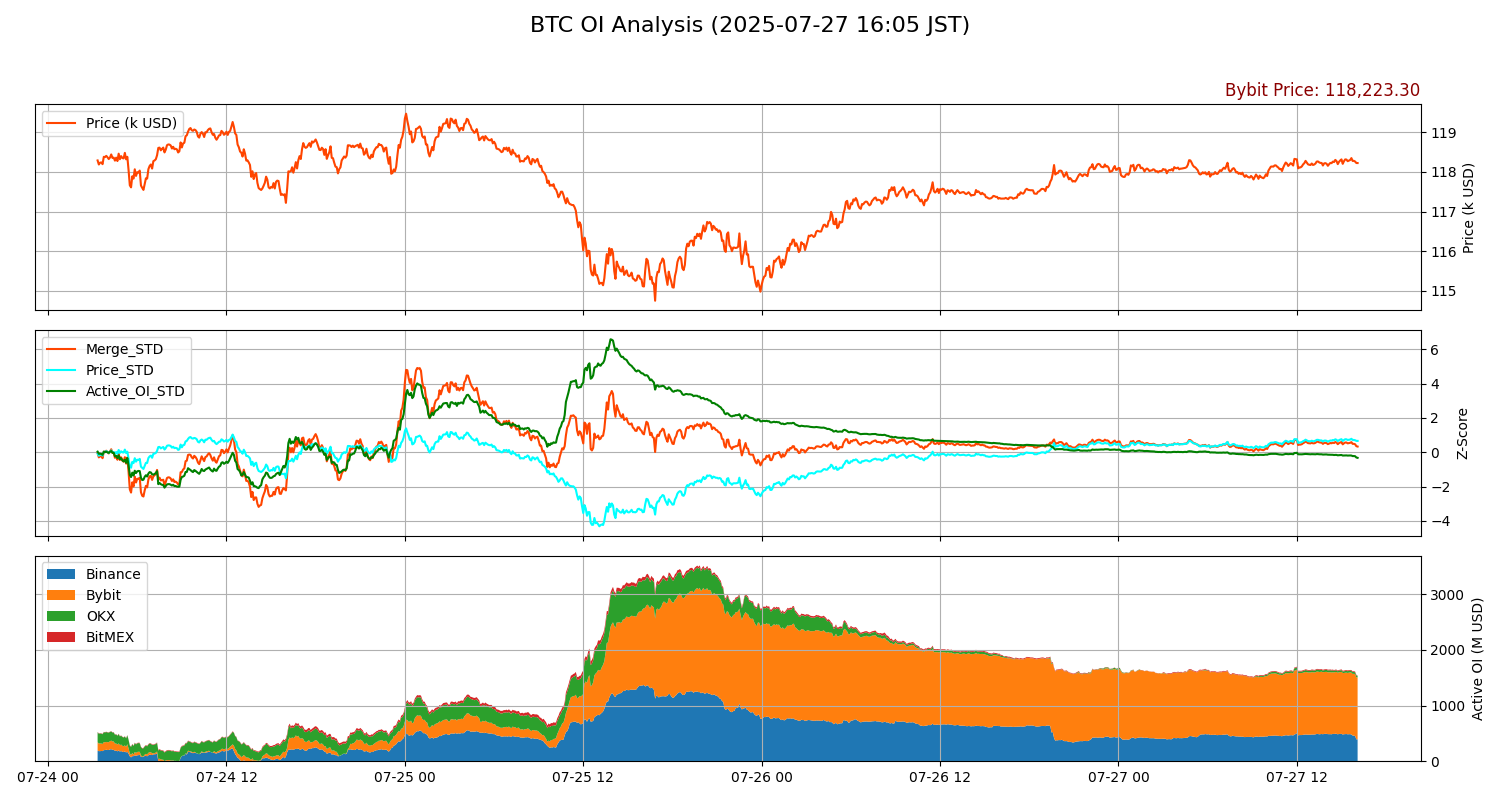 BTC OI Analysis (2025-07-27 16:05 JST)
Bybit Price: 118,223.30
Price (k USD)
119
118
117
116
115
Price (k USD)
Merge_STD
Price_STD
Active_OI_STD
6
4
2
0
−2
−4
Z-Score
Binance
Bybit
OKX
BitMEX
3000
2000
1000
0
Active OI (M USD)
07-24 00
07-24 12
07-25 00
07-25 12
07-26 00
07-26 12
07-27 00
07-27 12